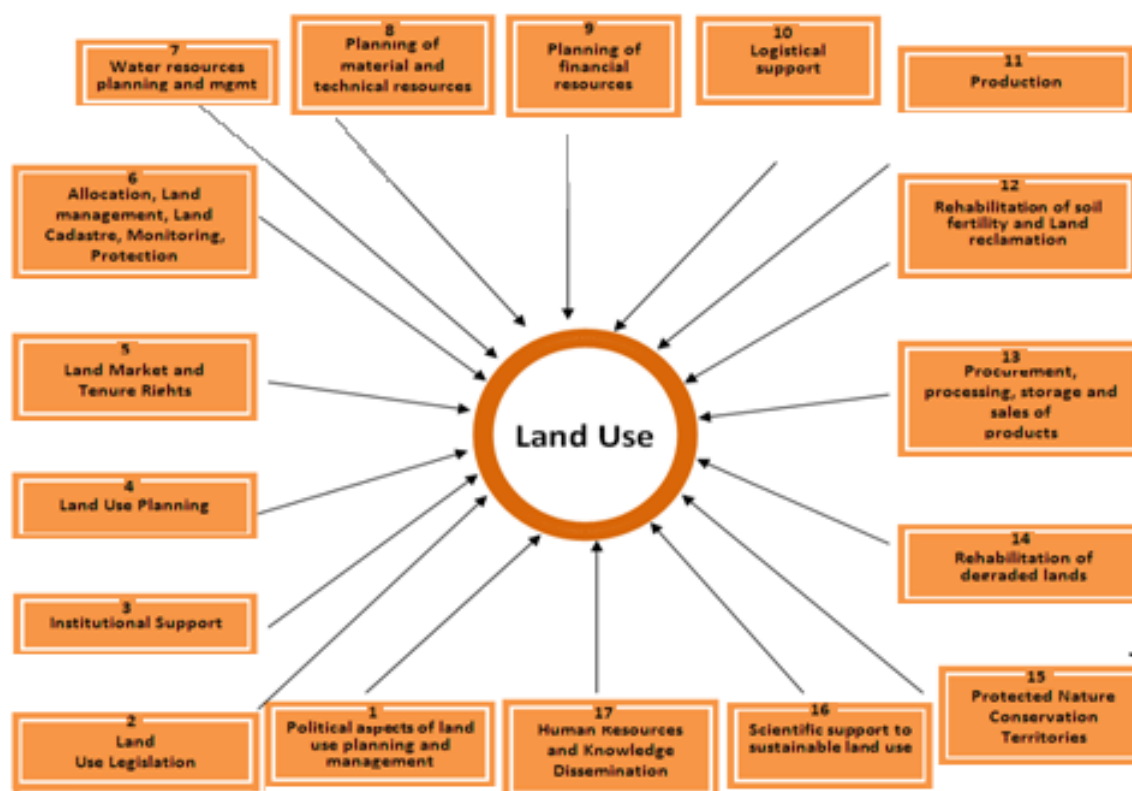 7
Water resources
planning and mgmt
8
Planning of
material and
technical resources
9
Planning of
financial
resources
10
Logistical
support
11
Production
6
Allocation, Land
management, Land
Cadastre, Monitoring,
Protection
12
Rehabilitation of soil
fertility and Land
reclamation
5
Land Market and
Tenure Rights
13
Procurement,
processing, storage and
sales of
products
Land Use
4
Land Use Planning
14
Rehabilitation of
degraded lands
3
Institutional Support
15
Protected Nature
Conservation
Territories
2
Land
Use Legislation
1
Political aspects of land
use planning and
management
17
Human Resources
and Knowledge
Dissemination
16
Scientific support to
sustainable land use